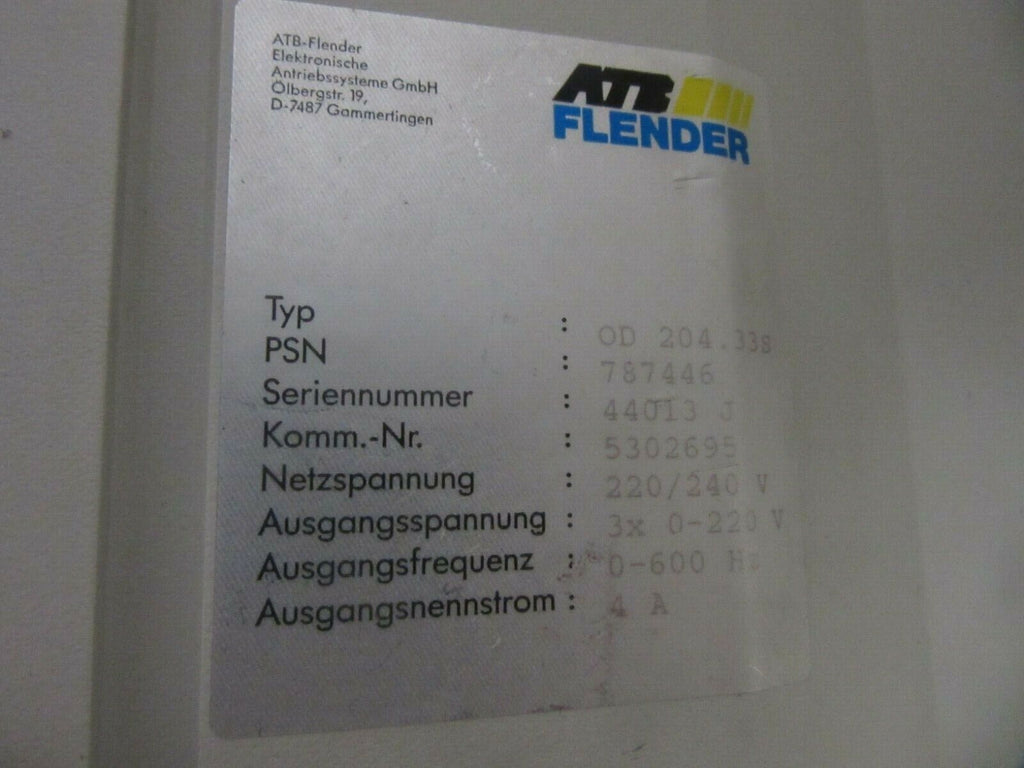 ATB-Flender
Elektronische
Antriebssysteme GmbH
Ölbergstr. 19,
D-7487 Gammertingen
ATB
FLENDER
Typ : OD 204.33S
PSN : 787446
Seriennummer : 44013 J
Komm.-Nr. : 5302695
Netzspannung : 220/240 V
Ausgangsspannung : 3x 0-220 V
Ausgangsfrequenz : 0-600 Hz
Ausgangsnennstrom : 4 A